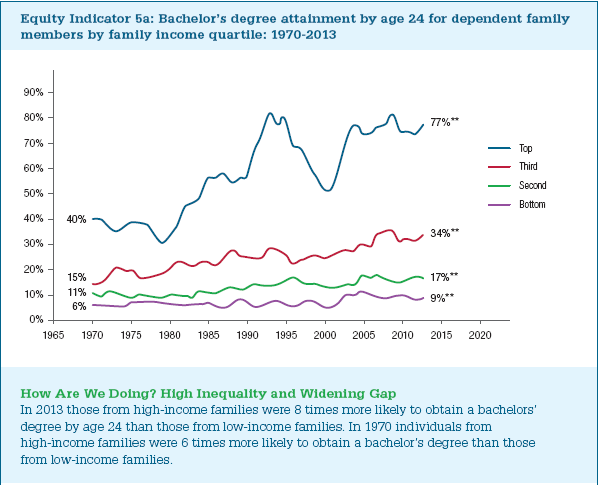 Equity Indicator 5a: Bachelor's degree attainment by age 24 for dependent family
members by family income quartile: 1970-2013
90%
80%
70%
60%
50%
40%
30%
20%
10%
0%
40%
15%
11%
6%
77%**
34%**
17%**
9%**
Top
Third
Second
Bottom
1965 1970 1975 1980 1985 1990 1995 2000 2005 2010 2015 2020
How Are We Doing? High Inequality and Widening Gap
In 2013 those from high-income families were 8 times more likely to obtain a bachelors'
degree by age 24 than those from low-income families. In 1970 individuals from
high-income families were 6 times more likely to obtain a bachelor's degree than those
from low-income families.